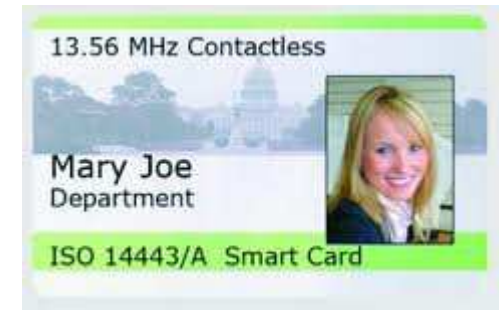 13.56 MHz Contactless
Mary Joe
Department
ISO 14443/A Smart Card